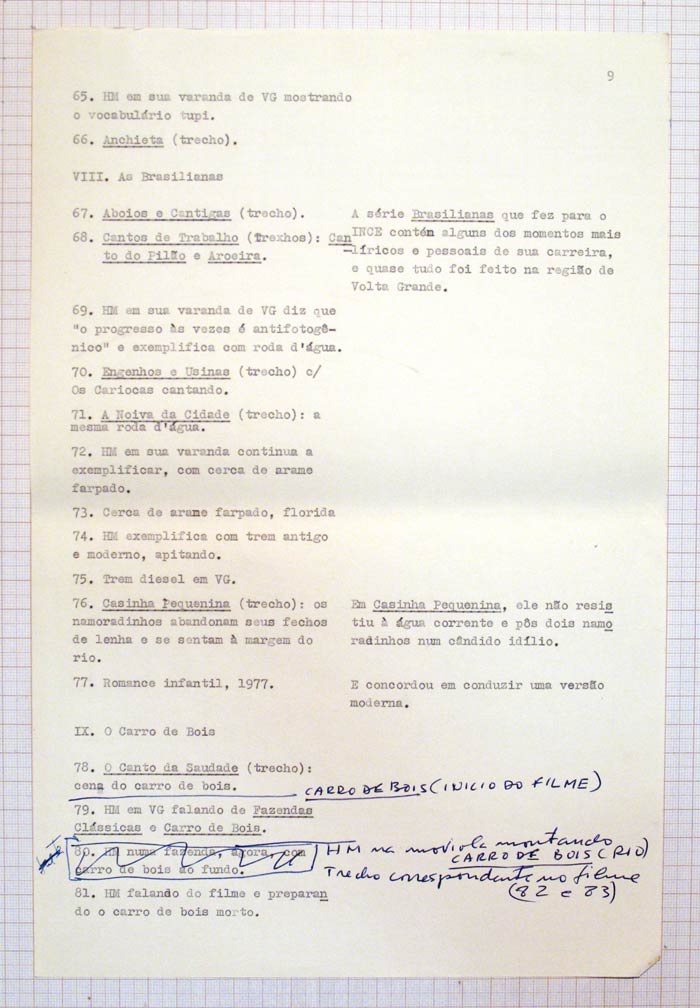 9
65. HM em sua varanda de VG mostrando
o vocabulário tupi.
66. Anchieta (trecho).
VIII. As Brasilianas
67. Aboios e Cantigas (trecho).
68. Cantos de Trabalho (Trexhos): Can
to do Pilão e Aroeira.
A série Brasilianas que fez para o
INCE contén alguns dos momentos mais
líricos e pessoais de sua carreira,
e quase tudo foi feito na região de
Volta Grande.
69. HM em sua varanda de VG diz que
"o progresso às vezes é antifotogê-
nico" e exemplifica com roda d'água.
70. Engenhos e Usinas (trecho) c/
Os Cariocas cantando.
71. A Noiva da Cidade (trecho): a
mesma roda d'água.
72. HM em sua varanda continua a
exemplificar, com cerca de arame
farpado.
73. Cerca de arame farpado, florida
74. HM exemplifica com trem antigo
e moderno, apitando.
75. Trem diesel em VG.
76. Casinha Pequenina (trecho): os
namoradinhos abandonam seus fechos
de lenha e se sentam à margem do
rio.
Em Casinha Pequenina, ele não resis
tiu à água corrente e pôs dois namo
radinhos num cândido idílio.
77. Romance infantil, 1977.
E concordou em conduzir uma versão
moderna.
IX. O Carro de Bois
78. O Canto da Saudade (trecho):
cena do carro de bois.
CARRO DE BOIS (INICIO DO FILME)
79. HM em VG falando de Fazendas
Clássicas e Carro de Bois.
80. HM numa fazenda, agora, com
carro de bois ao fundo.
HM na moviola montando
CARRO DE BOIS (RIO)
Trecho correspondente no filme
(82 e 83)
81. HM falando do filme e preparan
do o carro de bois morto.